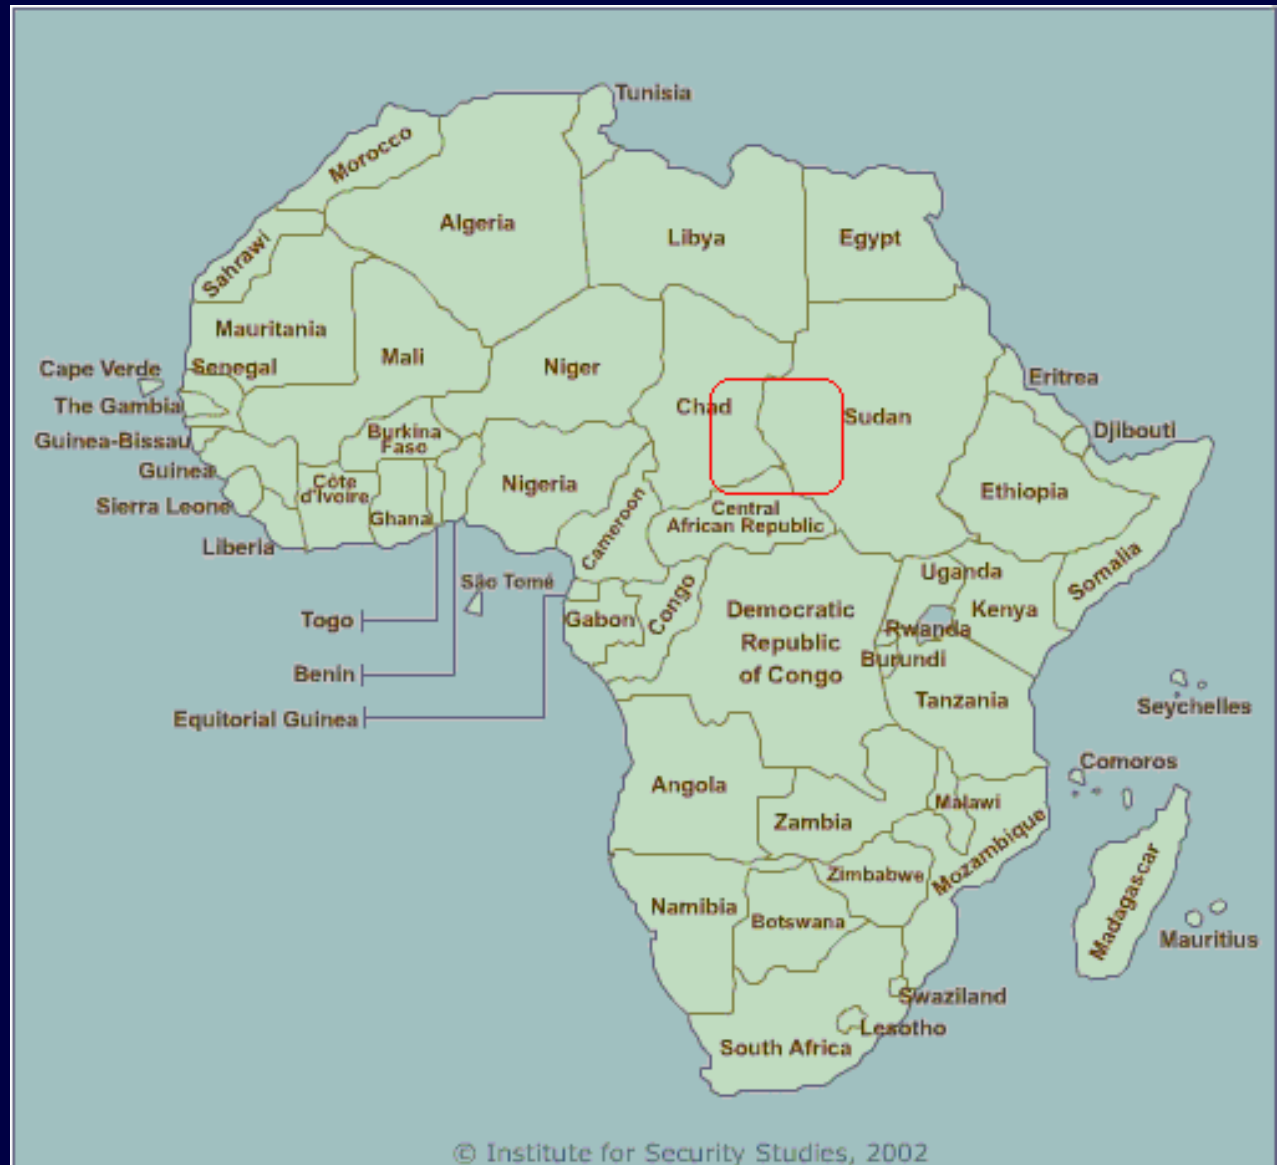 Tunisia
Morocco
Algeria
Libya
Egypt
Sahrawi
Mauritania
Mali
Niger
Cape Verde
Senegal
Eritrea
Chad
Sudan
The Gambia
Djibouti
Guinea-Bissau
Burkina
Faso
Guinea
Nigeria
Côte
d'Ivoire
Ethiopia
Sierra Leone
Ghana
Central
African Republic
Cameroon
Liberia
Somalia
Uganda
São Tomé
Togo
Gabon
Congo
Democratic
Republic
of Congo
Kenya
Rwanda
Burundi
Benin
Tanzania
Seychelles
Equitorial Guinea
Comoros
Angola
Malawi
Zambia
Mozambique
Zimbabwe
Madagascar
Namibia
Botswana
Mauritius
Swaziland
Lesotho
South Africa
© Institute for Security Studies, 2002